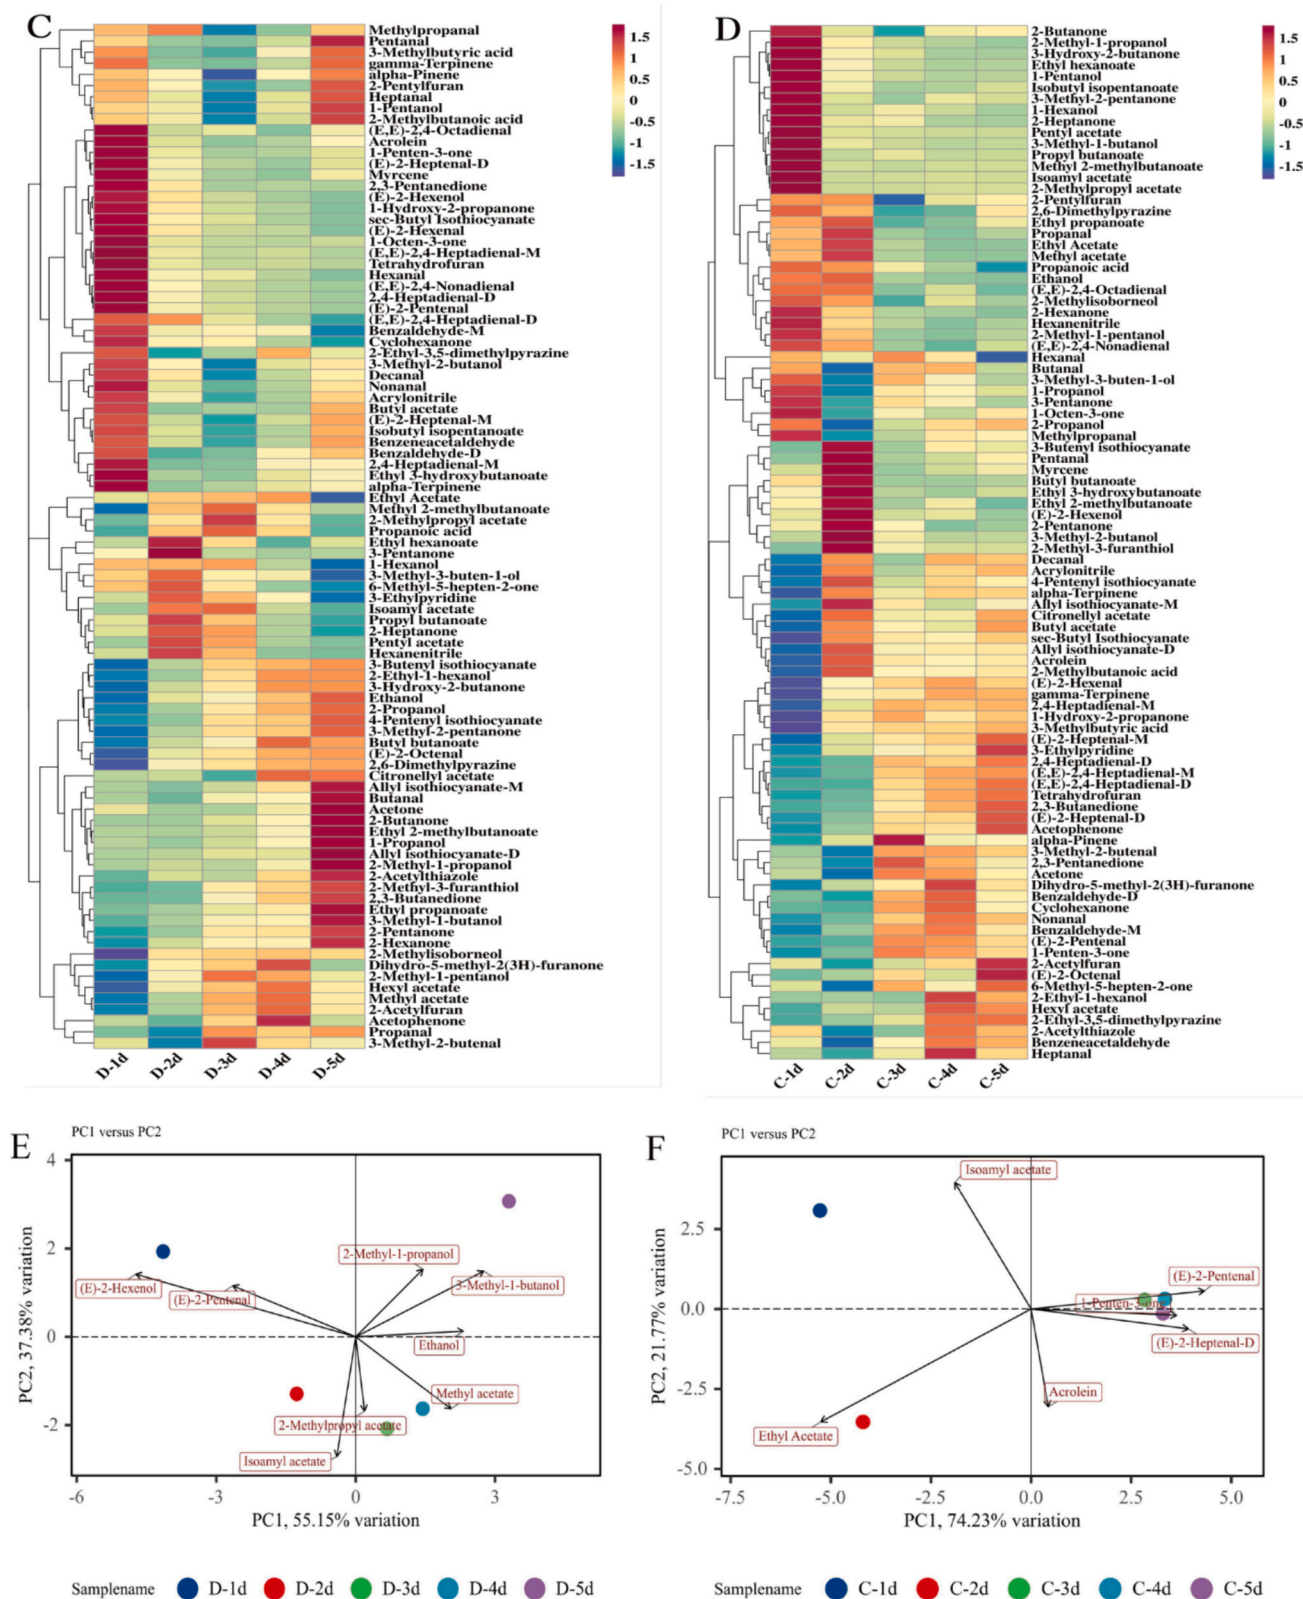 C
Methylpropanal
Pentanal
3-Methylbutyric acid
gamma-Terpinene
alpha-Pinene
2-Pentylfuran
Heptanal
1-Pentanol
2-Methylbutanoic acid
(E,E)-2,4-Octadienal
Acrolein
1-Penten-3-one
(E)-2-Heptenal-D
Myrcene
2,3-Pentanedione
(E)-2-Hexenol
1-Hydroxy-2-propanone
sec-Butyl Isothiocyanate
(E)-2-Hexenal
1-Octen-3-one
(E,E)-2,4-Heptadienal-M
Tetrahydrofuran
Hexanal
(E,E)-2,4-Nonadienal
2,4-Heptadienal-D
(E)-2-Pentenal
(E,E)-2,4-Heptadienal-D
Benzaldehyde-M
Cyclohexanone
2-Ethyl-3,5-dimethylpyrazine
3-Methyl-2-butanol
Decanal
Nonanal
Acrylonitrile
Butyl acetate
(E)-2-Heptenal-M
Isobutyl isopentanoate
Benzeneacetaldehyde
Benzaldehyde-D
2,4-Heptadienal-M
Ethyl 3-hydroxybutanoate
alpha-Terpinene
Ethyl Acetate
Methyl 2-methylbutanoate
2-Methylpropyl acetate
Propanoic acid
Ethyl hexanoate
3-Pentanone
1-Hexanol
3-Methyl-3-buten-1-ol
6-Methyl-5-hepten-2-one
3-Ethylpyridine
Isoamyl acetate
Propyl butanoate
2-Heptanone
Pentyl acetate
Hexanenitrile
3-Butenyl isothiocyanate
2-Ethyl-1-hexanol
3-Hydroxy-2-butanone
Ethanol
2-Propanol
4-Pentenyl isothiocyanate
3-Methyl-2-pentanone
Butyl butanoate
(E)-2-Octenal
2,6-Dimethylpyrazine
Citronellyl acetate
Allyl isothiocyanate-M
Butanal
Acetone
2-Butanone
Ethyl 2-methylbutanoate
1-Propanol
Allyl isothiocyanate-D
2-Methyl-1-propanol
2-Acetylthiazole
2-Methyl-3-furanthiol
2,3-Butanedione
Ethyl propanoate
3-Methyl-1-butanol
2-Pentanone
2-Hexanone
2-Methylisoborneol
Dihydro-5-methyl-2(3H)-furanone
2-Methyl-1-pentanol
Hexyl acetate
Methyl acetate
2-Acetylfuran
Acetophenone
Propanal
3-Methyl-2-butenal
1.5
1
0.5
0
-0.5
-1
-1.5
D-1d D-2d D-3d D-4d D-5d
D
2-Butanone
2-Methyl-1-propanol
3-Hydroxy-2-butanone
Ethyl hexanoate
1-Pentanol
Isobutyl isopentanoate
3-Methyl-2-pentanone
1-Hexanol
2-Heptanone
Pentyl acetate
3-Methyl-1-butanol
Propyl butanoate
Methyl 2-methylbutanoate
Isoamyl acetate
2-Methylpropyl acetate
2-Pentylfuran
2,6-Dimethylpyrazine
Ethyl propanoate
Propanal
Ethyl Acetate
Methyl acetate
Propanoic acid
Ethanol
(E,E)-2,4-Octadienal
2-Methylisoborneol
2-Hexanone
Hexanenitrile
2-Methyl-1-pentanol
(E,E)-2,4-Nonadienal
Hexanal
Butanal
3-Methyl-3-buten-1-ol
1-Propanol
3-Pentanone
1-Octen-3-one
2-Propanol
Methylpropanal
3-Butenyl isothiocyanate
Pentanal
Myrcene
Butyl butanoate
Ethyl 3-hydroxybutanoate
Ethyl 2-methylbutanoate
(E)-2-Hexenol
2-Pentanone
3-Methyl-2-butanol
2-Methyl-3-furanthiol
Decanal
Acrylonitrile
4-Pentenyl isothiocyanate
alpha-Terpinene
Allyl isothiocyanate-M
Citronellyl acetate
Butyl acetate
sec-Butyl Isothiocyanate
Allyl isothiocyanate-D
Acrolein
2-Methylbutanoic acid
(E)-2-Hexenal
gamma-Terpinene
2,4-Heptadienal-M
1-Hydroxy-2-propanone
3-Methylbutyric acid
(E)-2-Heptenal-M
3-Ethylpyridine
2,4-Heptadienal-D
(E,E)-2,4-Heptadienal-M
(E,E)-2,4-Heptadienal-D
Tetrahydrofuran
2,3-Butanedione
(E)-2-Heptenal-D
Acetophenone
alpha-Pinene
3-Methyl-2-butenal
2,3-Pentanedione
Acetone
Dihydro-5-methyl-2(3H)-furanone
Benzaldehyde-D
Cyclohexanone
Nonanal
Benzaldehyde-M
(E)-2-Pentenal
1-Penten-3-one
2-Acetylfuran
(E)-2-Octenal
6-Methyl-5-hepten-2-one
2-Ethyl-1-hexanol
Hexyl acetate
2-Ethyl-3,5-dimethylpyrazine
2-Acetylthiazole
Benzeneacetaldehyde
Heptanal
1.5
1
0.5
0
-0.5
-1
-1.5
C-1d C-2d C-3d C-4d C-5d
E
PC1 versus PC2
PC2, 37.38% variation
4
2
0
-2
2-Methyl-1-propanol
(E)-2-Hexenol
(E)-2-Pentenal
3-Methyl-1-butanol
Ethanol
Methyl acetate
2-Methylpropyl acetate
Isoamyl acetate
-6 -3 0 3
PC1, 55.15% variation
Samplename D-1d D-2d D-3d D-4d D-5d
F
PC1 versus PC2
PC2, 21.77% variation
2.5
0.0
-2.5
-5.0
Isoamyl acetate
(E)-2-Pentenal
1-Penten-3-one
(E)-2-Heptenal-D
Acrolein
Ethyl Acetate
-7.5 -5.0 -2.5 0.0 2.5 5.0
PC1, 74.23% variation
Samplename C-1d C-2d C-3d C-4d C-5d